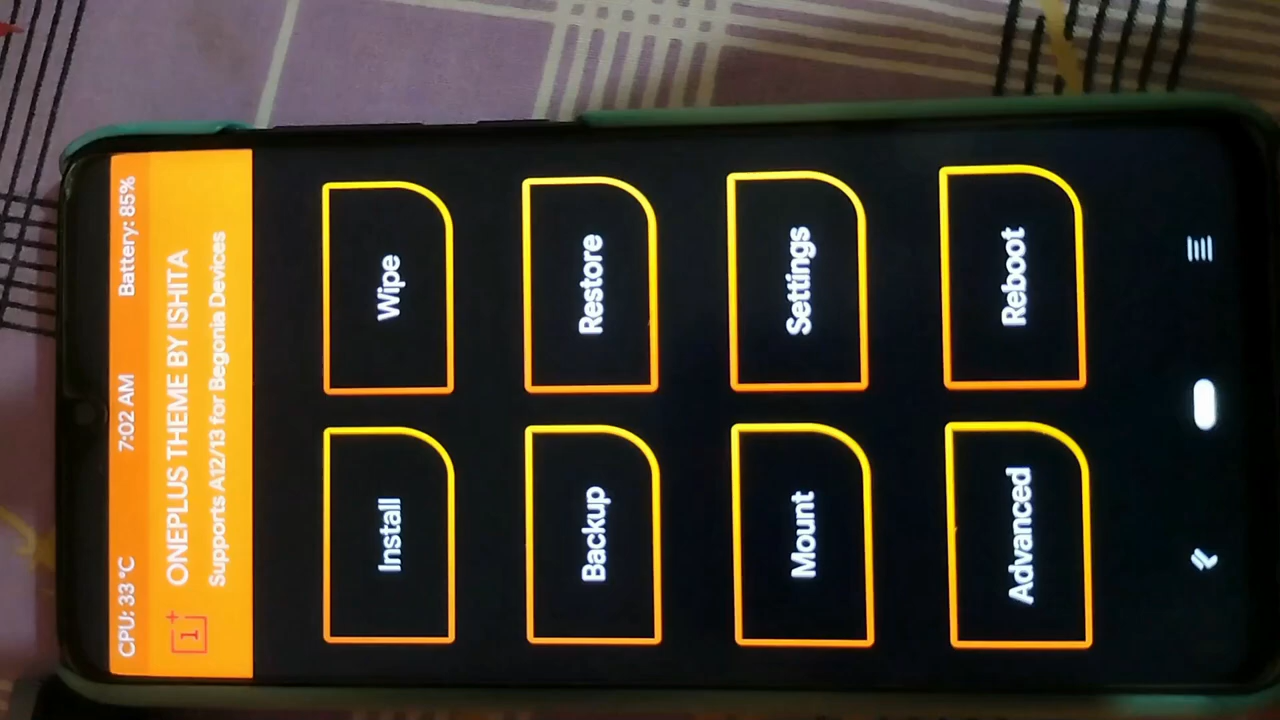 CPU: 33 °C 7:02 AM Battery: 85%
1+ ONEPLUS THEME BY ISHITA
Supports A12/13 for Begonia Devices
Install Wipe
Backup Restore
Mount Settings
Advanced Reboot